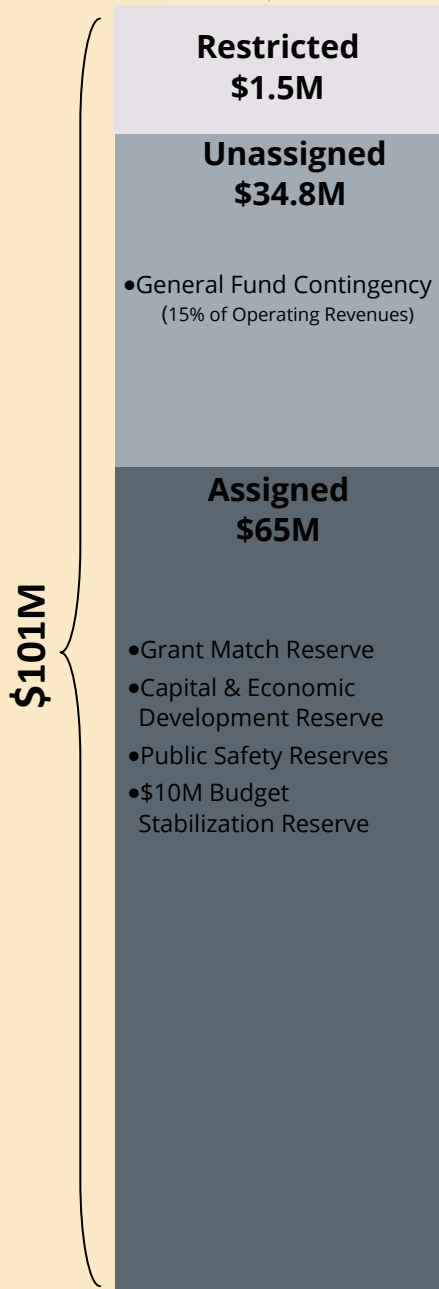 Restricted
$1.5M
Unassigned
$34.8M
•General Fund Contingency
(15% of Operating Revenues)
Assigned
$65M
$101M
•Grant Match Reserve
•Capital & Economic
Development Reserve
•Public Safety Reserves
•$10M Budget
Stabilization Reserve